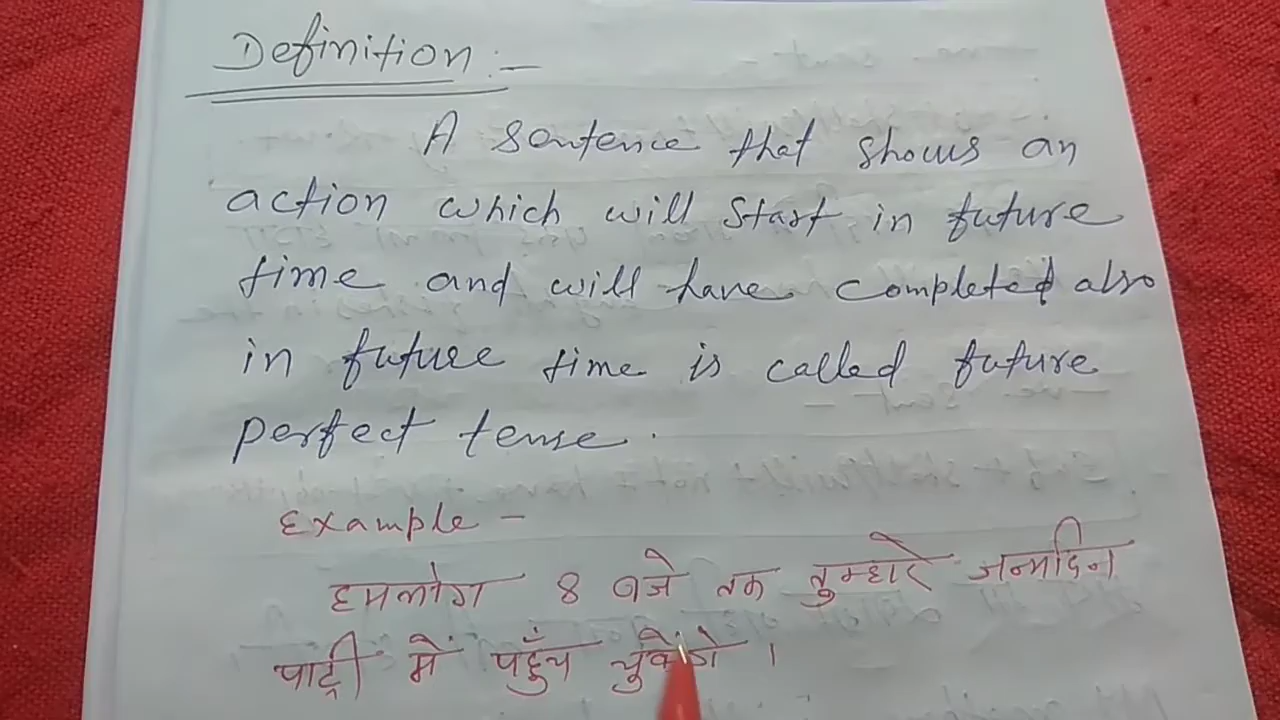 Definition :-
A sentence that shows an
action which will start in future
time and will have completed also
in future time is called future
perfect tense.
Example -
हमलोग 8 बजे तक तुम्हारे जन्मदिन
पार्टी में पहुँच चुकेंगे ।